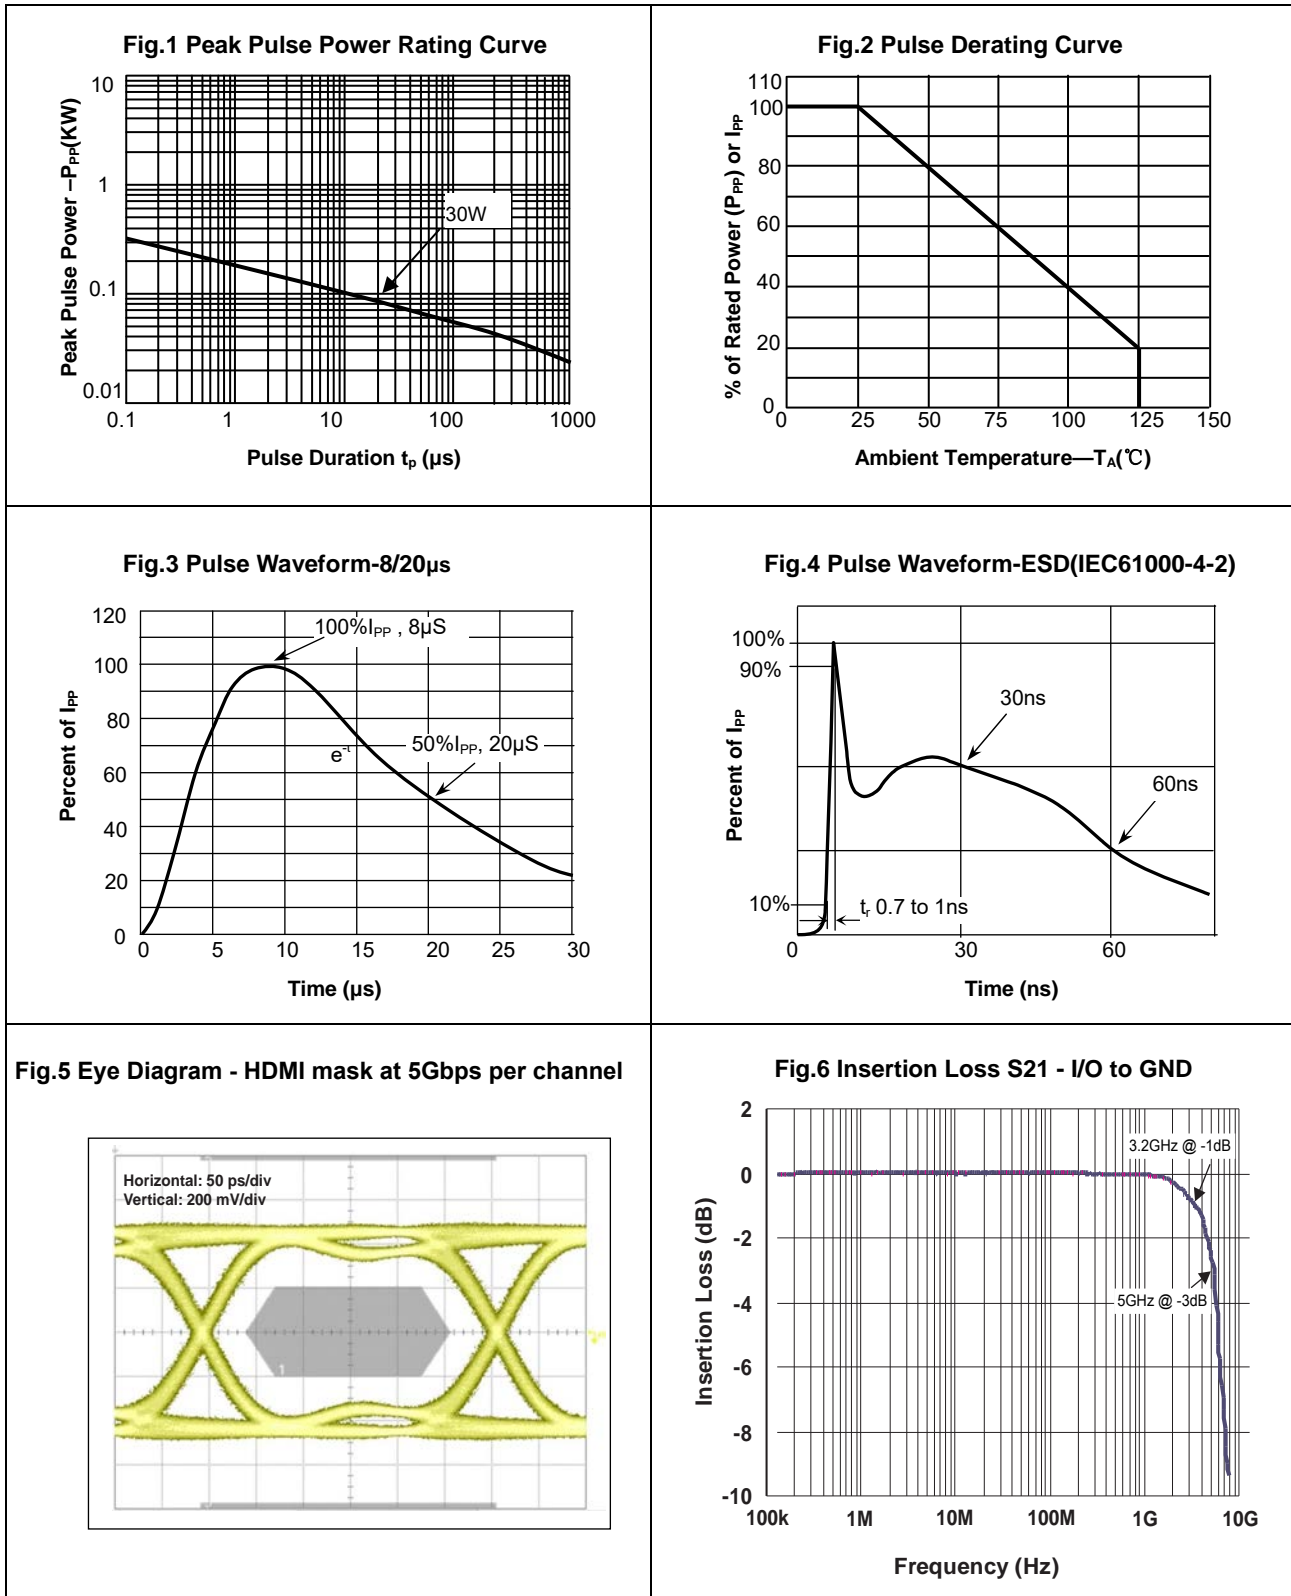 Fig.1 Peak Pulse Power Rating Curve
Peak Pulse Power –PPP(KW)
10
1
0.1
0.01
30W
0.1 1 10 100 1000
Pulse Duration tp (µs)
Fig.2 Pulse Derating Curve
% of Rated Power (PPP) or IPP
110
100
80
60
40
20
0
0 25 50 75 100 125 150
Ambient Temperature—TA(℃)
Fig.3 Pulse Waveform-8/20µs
Percent of IPP
120
100
80
60
40
20
0
100%IPP , 8µS
e-t
50%IPP, 20µS
0 5 10 15 20 25 30
Time (µs)
Fig.4 Pulse Waveform-ESD(IEC61000-4-2)
Percent of IPP
100%
90%
10%
30ns
60ns
tr 0.7 to 1ns
0 30 60
Time (ns)
Fig.5 Eye Diagram - HDMI mask at 5Gbps per channel
Horizontal: 50 ps/div
Vertical: 200 mV/div
1
Fig.6 Insertion Loss S21 - I/O to GND
Insertion Loss (dB)
2
0
-2
-4
-6
-8
-10
3.2GHz @ -1dB
5GHz @ -3dB
100k 1M 10M 100M 1G 10G
Frequency (Hz)